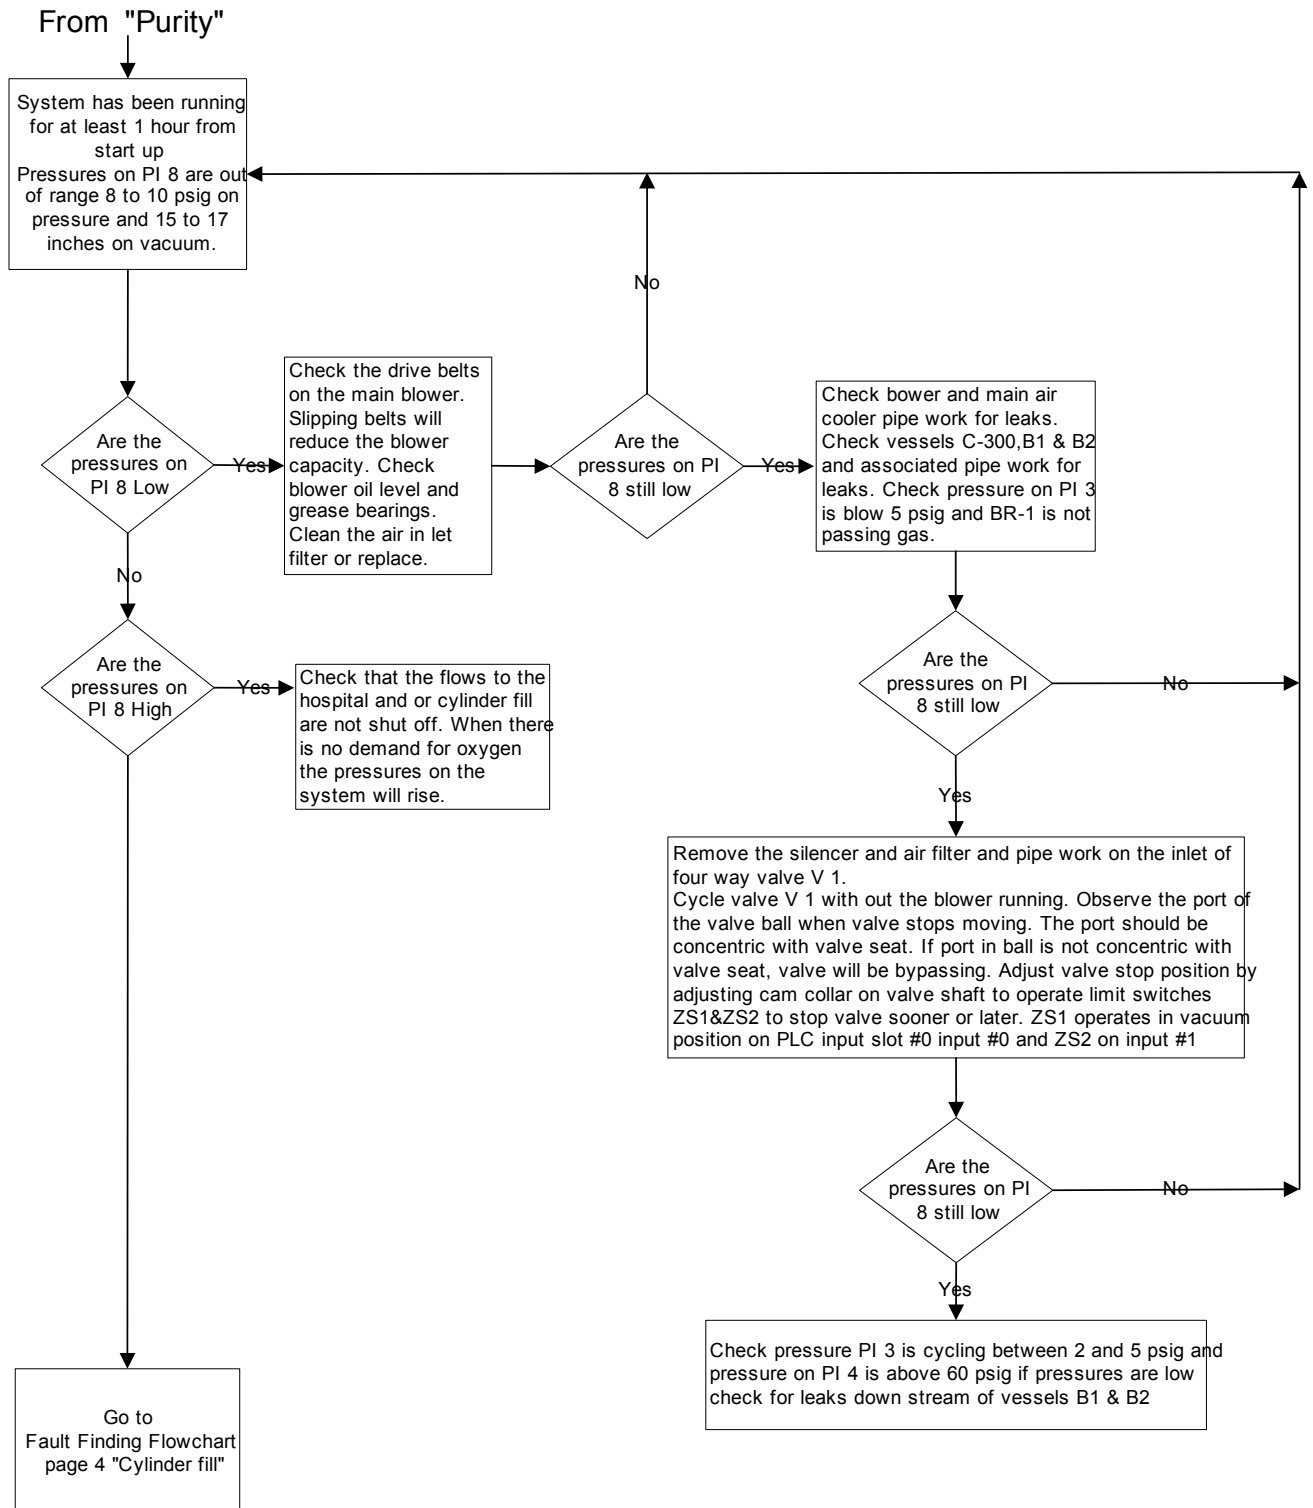 From "Purity"
System has been running
for at least 1 hour from
start up
Pressures on PI 8 are out
of range 8 to 10 psig on
pressure and 15 to 17
inches on vacuum.
No
Are the
pressures on
PI 8 Low
Yes
Check the drive belts
on the main blower.
Slipping belts will
reduce the blower
capacity. Check
blower oil level and
grease bearings.
Clean the air in let
filter or replace.
Are the
pressures on PI
8 still low
Yes
Check bower and main air
cooler pipe work for leaks.
Check vessels C-300,B1 & B2
and associated pipe work for
leaks. Check pressure on PI 3
is blow 5 psig and BR-1 is not
passing gas.
No
Are the
pressures on
PI 8 High
Yes
Check that the flows to the
hospital and or cylinder fill
are not shut off. When there
is no demand for oxygen
the pressures on the
system will rise.
Are the
pressures on PI
8 still low
No
Yes
Remove the silencer and air filter and pipe work on the inlet of
four way valve V 1.
Cycle valve V 1 with out the blower running. Observe the port of
the valve ball when valve stops moving. The port should be
concentric with valve seat. If port in ball is not concentric with
valve seat, valve will be bypassing. Adjust valve stop position by
adjusting cam collar on valve shaft to operate limit switches
ZS1&ZS2 to stop valve sooner or later. ZS1 operates in vacuum
position on PLC input slot #0 input #0 and ZS2 on input #1
Are the
pressures on PI
8 still low
No
Yes
Check pressure PI 3 is cycling between 2 and 5 psig and
pressure on PI 4 is above 60 psig if pressures are low
check for leaks down stream of vessels B1 & B2
Go to
Fault Finding Flowchart
page 4 "Cylinder fill"